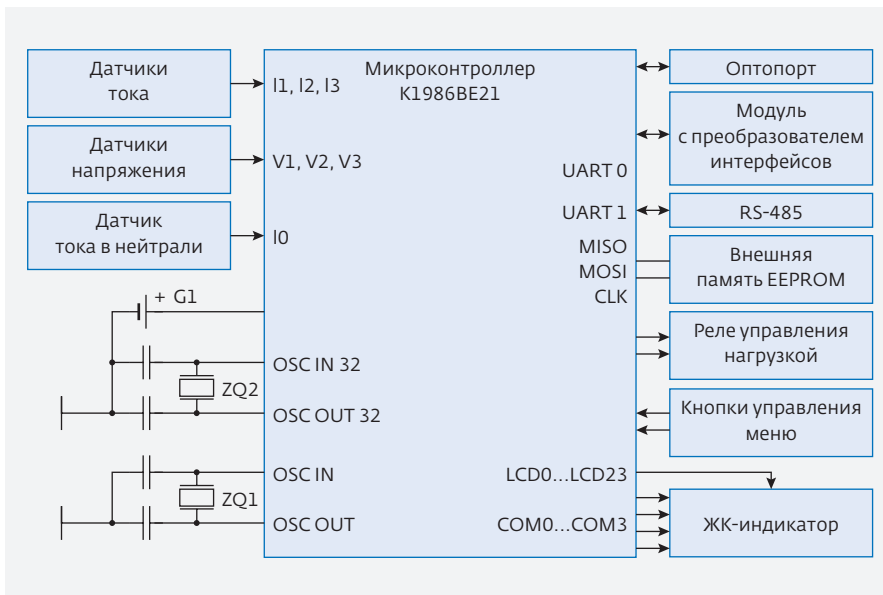 Датчики
тока
Датчики
напряжения
Датчик
тока в нейтрали
+ G1
ZQ2
ZQ1
Микроконтроллер
К1986ВЕ21
I1, I2, I3
V1, V2, V3
I0
OSC IN 32
OSC OUT 32
OSC IN
OSC OUT
UART 0
UART 1
MISO
MOSI
CLK
LCD0...LCD23
COM0...COM3
Оптопорт
Модуль
с преобразователем
интерфейсов
RS-485
Внешняя
память EEPROM
Реле управления
нагрузкой
Кнопки управления
меню
ЖК-индикатор